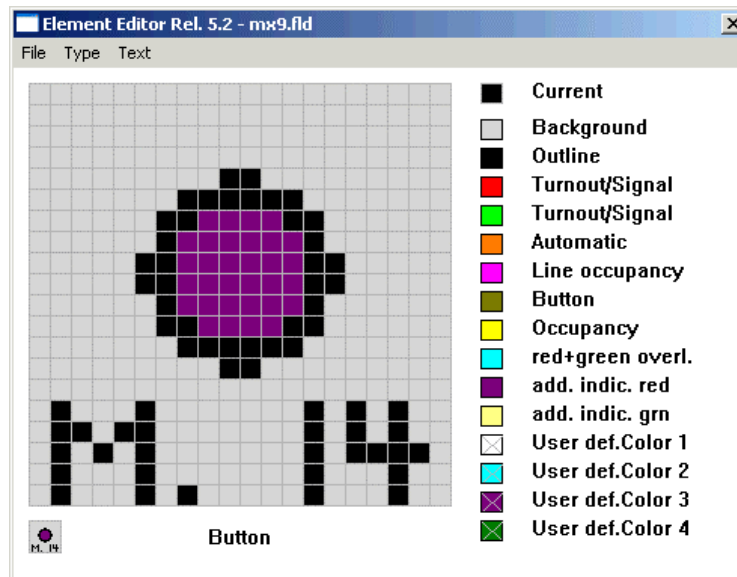 Element Editor Rel. 5.2 - mx9.fld
File Type Text
Current
Background
Outline
Turnout/Signal
Turnout/Signal
Automatic
Line occupancy
Button
Occupancy
red+green overl.
add. indic. red
add. indic. grn
User def.Color 1
User def.Color 2
User def.Color 3
User def.Color 4
M. 14
M. 14
Button